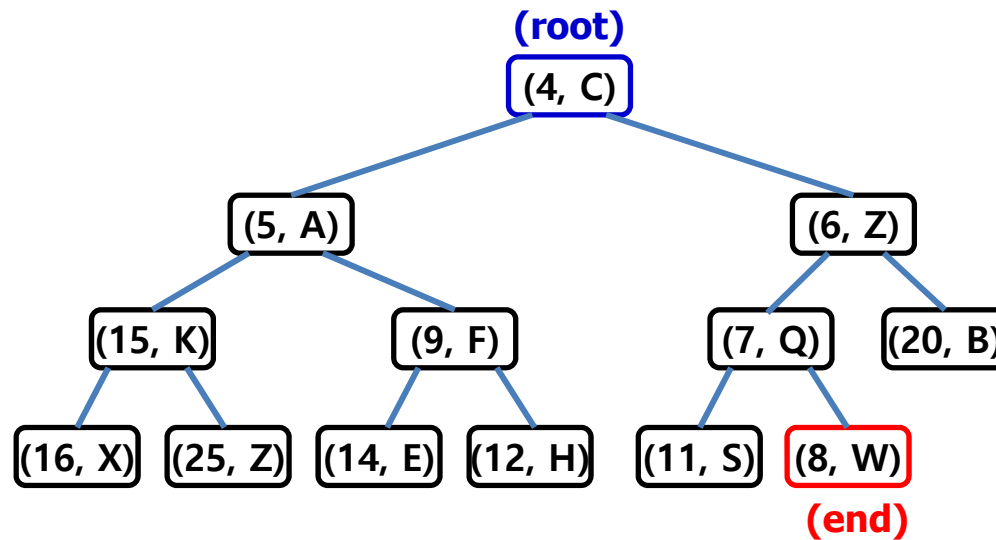 (root)
(4, C)
(5, A)
(6, Z)
(15, K)
(9, F)
(7, Q)
(20, B)
(16, X)
(25, Z)
(14, E)
(12, H)
(11, S)
(8, W)
(end)